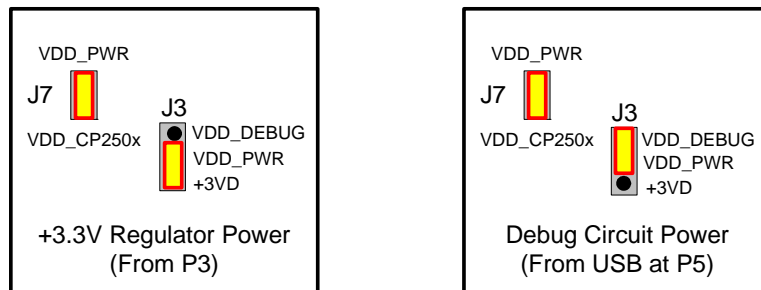 VDD_PWR
J7
VDD_CP250x
J3
VDD_DEBUG
VDD_PWR
+3VD
+3.3V Regulator Power
(From P3)
VDD_PWR
J7
VDD_CP250x
J3
VDD_DEBUG
VDD_PWR
+3VD
Debug Circuit Power
(From USB at P5)